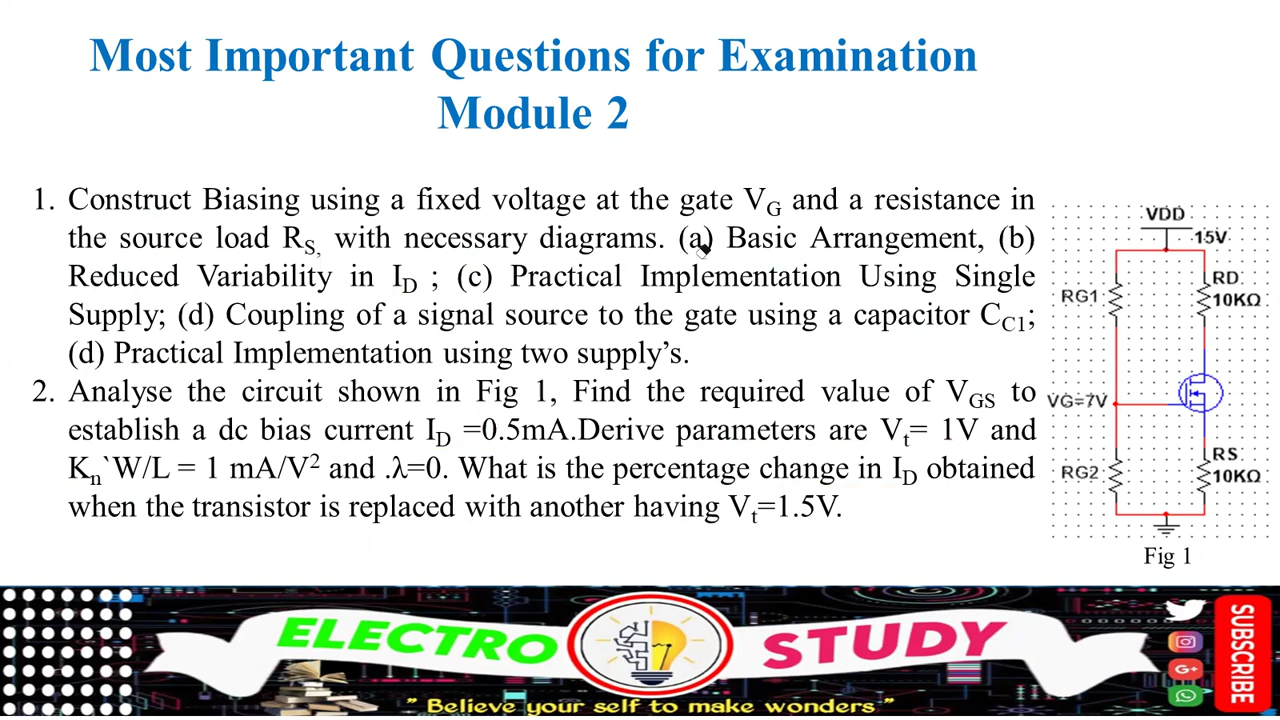 Most Important Questions for Examination
Module 2
1. Construct Biasing using a fixed voltage at the gate VG and a resistance in
the source load RS, with necessary diagrams. (a) Basic Arrangement, (b)
Reduced Variability in ID ; (c) Practical Implementation Using Single
Supply; (d) Coupling of a signal source to the gate using a capacitor CC1;
(d) Practical Implementation using two supply’s.
2. Analyse the circuit shown in Fig 1, Find the required value of VGS to
establish a dc bias current ID =0.5mA.Derive parameters are Vt= 1V and
Kn`W/L = 1 mA/V2 and .λ=0. What is the percentage change in ID obtained
when the transistor is replaced with another having Vt=1.5V.
VDD
15V
RD
10KΩ
RG1
VG=7V
RS
10KΩ
RG2
Fig 1
ELECTRO STUDY
" Believe your self to make wonders"
G+
SUBSCRIBE